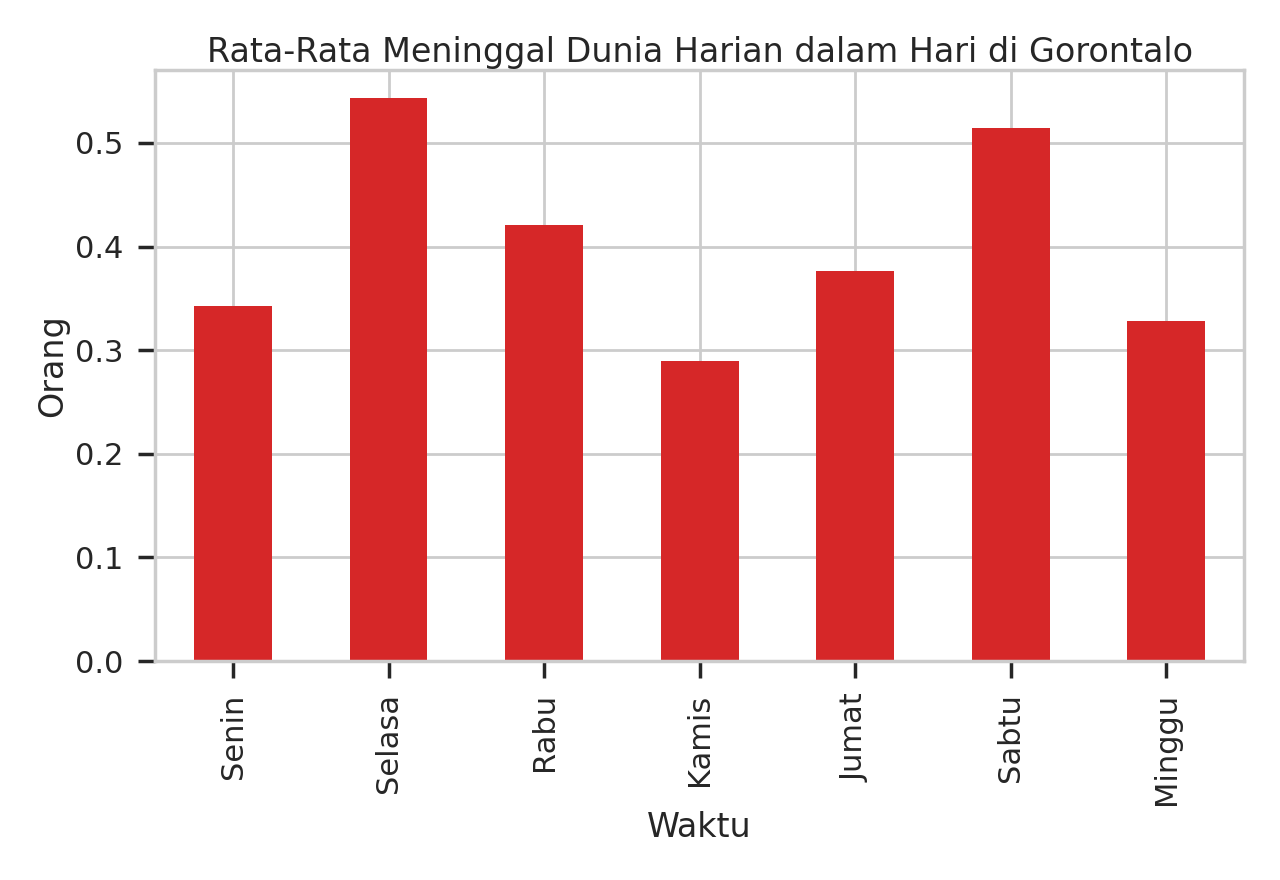 Rata-Rata Meninggal Dunia Harian dalam Hari di Gorontalo
Orang
0.5
0.4
0.3
0.2
0.1
0.0
Senin
Selasa
Rabu
Kamis
Jumat
Sabtu
Minggu
Waktu